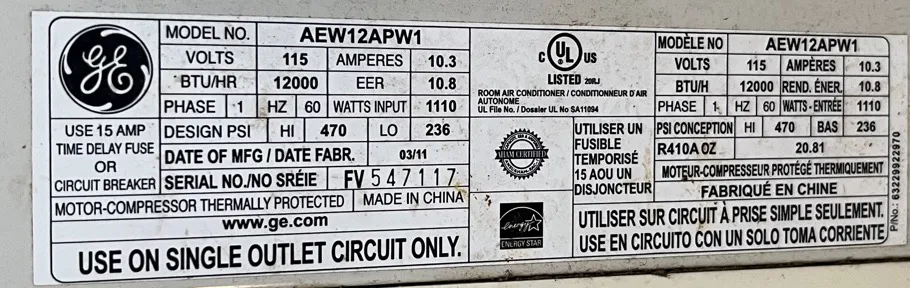 GE
MODEL NO. AEW12APW1
VOLTS 115 AMPERES 10.3
BTU/HR 12000 EER 10.8
PHASE 1 HZ 60 WATTS INPUT 1110
DESIGN PSI HI 470 LO 236
DATE OF MFG / DATE FABR. 03/11
SERIAL NO./NO SRÉIE FV 547117
USE 15 AMP
TIME DELAY FUSE
OR
CIRCUIT BREAKER
MOTOR-COMPRESSOR THERMALLY PROTECTED MADE IN CHINA
www.ge.com
USE ON SINGLE OUTLET CIRCUIT ONLY.
C UL US
LISTED 20RJ
ROOM AIR CONDITIONER / CONDITIONNEUR D'AIR
AUTONOME
UL File No. / Dossier UL No SA11094
AHAM CERTIFIED
energy
ENERGY STAR
UTILISER UN
FUSIBLE
TEMPORISÉ
15 AOU UN
DISJONCTEUR
MODÈLE NO AEW12APW1
VOLTS 115 AMPÈRES 10.3
BTU/H 12000 REND. ÉNER. 10.8
PHASE 1 HZ 60 WATTS - ENTRÉE 1110
PSI CONCEPTION HI 470 BAS 236
R410A OZ 20.81
MOTEUR-COMPRESSEUR PROTÉGÉ THERMIQUEMENT
FABRIQUÉ EN CHINE
UTILISER SUR CIRCUIT À PRISE SIMPLE SEULEMENT.
USE EN CIRCUITO CON UN SOLO TOMA CORRIENTE
P/No.: 63229922970